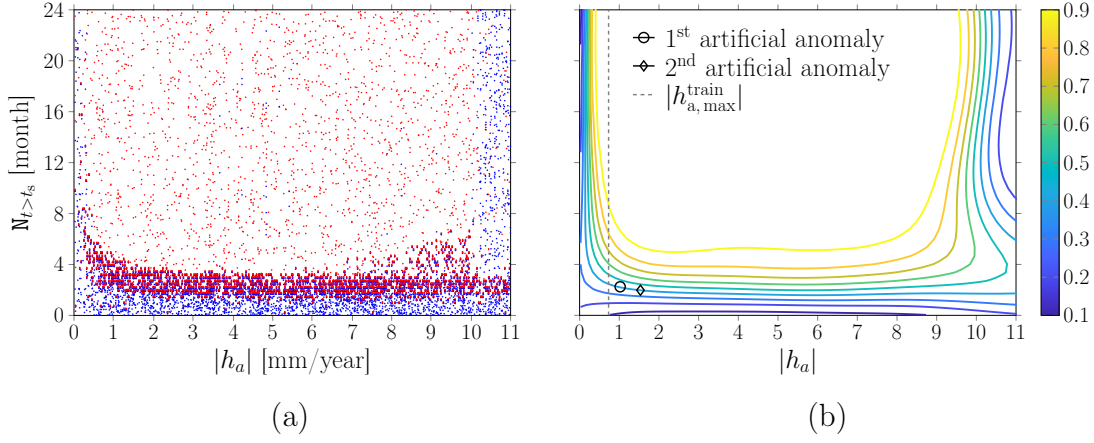 24
20
16
12
8
4
0
ℕ_{t>t_s} [month]
0 1 2 3 4 5 6 7 8 9 10 11
|h_a| [mm/year]
(a)
1st artificial anomaly
2nd artificial anomaly
|h^{train}_{a, max}|
0 1 2 3 4 5 6 7 8 9 10 11
|h_a|
(b)
0.9
0.8
0.7
0.6
0.5
0.4
0.3
0.2
0.1